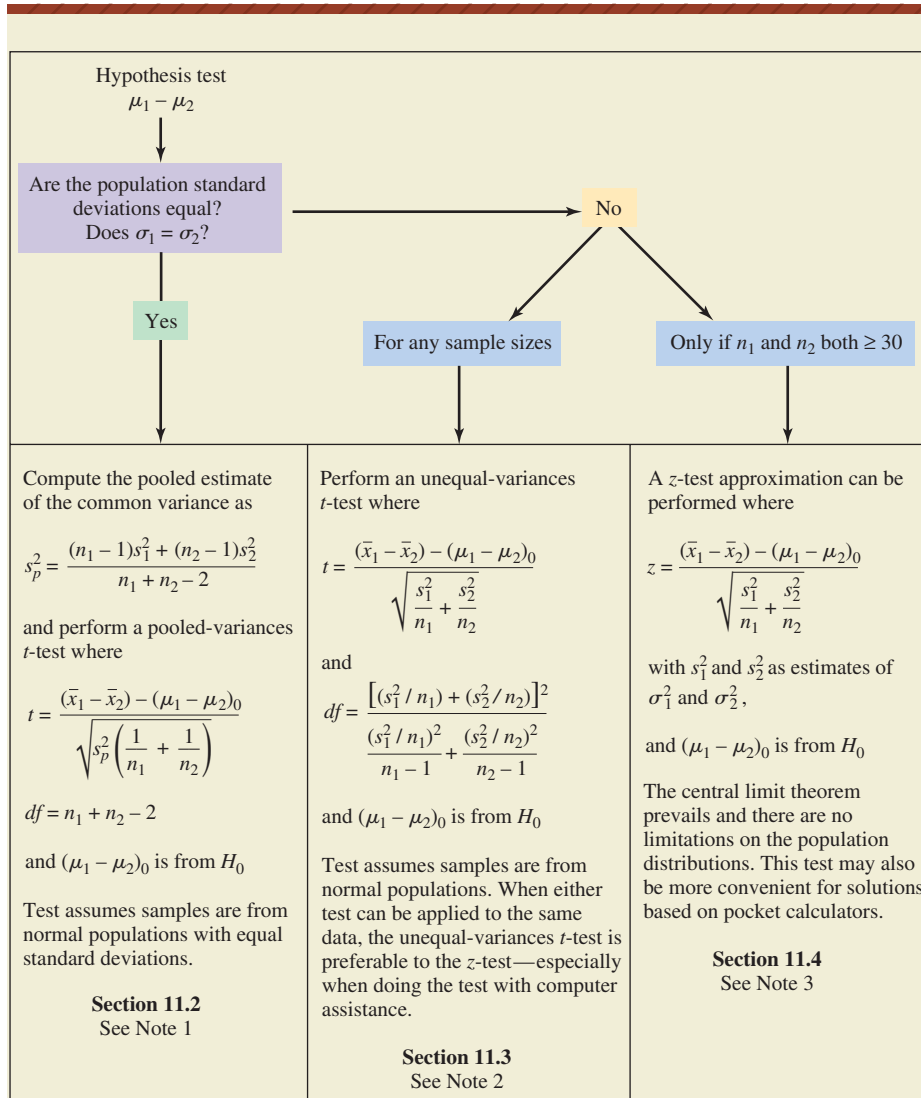 Hypothesis test
μ₁ – μ₂
Are the population standard
deviations equal?
Does σ₁ = σ₂?
No
Yes
For any sample sizes
Only if n₁ and n₂ both ≥ 30
Compute the pooled estimate
of the common variance as
s²ₚ = ((n₁ – 1)s₁² + (n₂ – 1)s₂²) / (n₁ + n₂ – 2)
and perform a pooled-variances
t-test where
t = ((x̄₁ – x̄₂) – (μ₁ – μ₂)₀) / √(s²ₚ (1/n₁ + 1/n₂))
df = n₁ + n₂ – 2
and (μ₁ – μ₂)₀ is from H₀
Test assumes samples are from
normal populations with equal
standard deviations.
Section 11.2
See Note 1
Perform an unequal-variances
t-test where
t = ((x̄₁ – x̄₂) – (μ₁ – μ₂)₀) / √(s₁²/n₁ + s₂²/n₂)
and
df = [(s₁² / n₁) + (s₂² / n₂)]² / ((s₁² / n₁)²/(n₁ – 1) + (s₂² / n₂)²/(n₂ – 1))
and (μ₁ – μ₂)₀ is from H₀
Test assumes samples are from
normal populations. When either
test can be applied to the same
data, the unequal-variances t-test is
preferable to the z-test—especially
when doing the test with computer
assistance.
Section 11.3
See Note 2
A z-test approximation can be
performed where
z = ((x̄₁ – x̄₂) – (μ₁ – μ₂)₀) / √(s₁²/n₁ + s₂²/n₂)
with s₁² and s₂² as estimates of
σ₁² and σ₂²,
and (μ₁ – μ₂)₀ is from H₀
The central limit theorem
prevails and there are no
limitations on the population
distributions. This test may also
be more convenient for solutions
based on pocket calculators.
Section 11.4
See Note 3